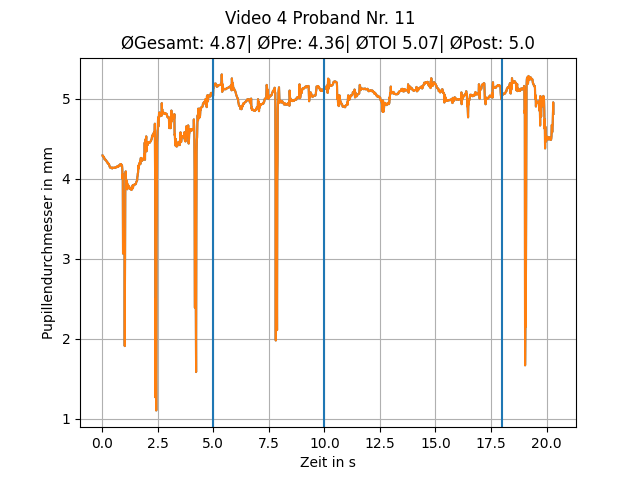 Video 4 Proband Nr. 11
ØGesamt: 4.87| ØPre: 4.36| ØTOI 5.07| ØPost: 5.0
Pupillendurchmesser in mm
5
4
3
2
1
0.0 2.5 5.0 7.5 10.0 12.5 15.0 17.5 20.0
Zeit in s